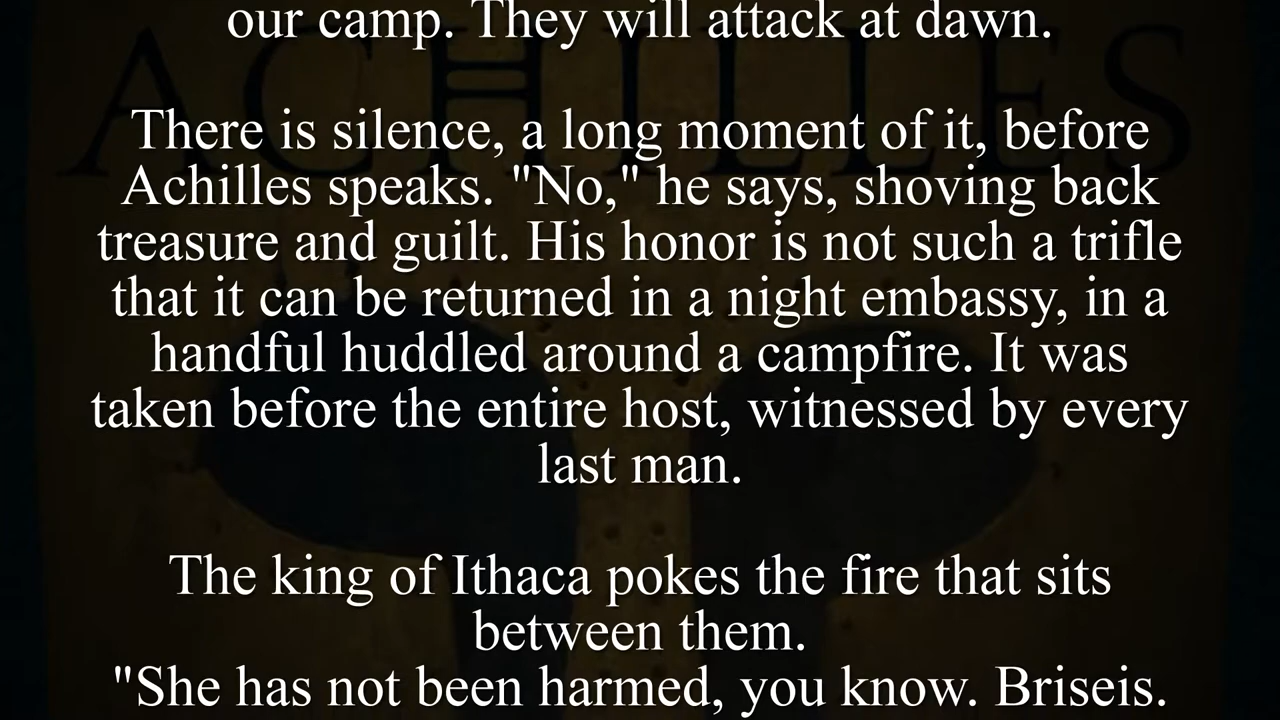 our camp. They will attack at dawn.
ACHILLES
There is silence, a long moment of it, before
Achilles speaks. "No," he says, shoving back
treasure and guilt. His honor is not such a trifle
that it can be returned in a night embassy, in a
handful huddled around a campfire. It was
taken before the entire host, witnessed by every
last man.
The king of Ithaca pokes the fire that sits
between them.
"She has not been harmed, you know. Briseis.